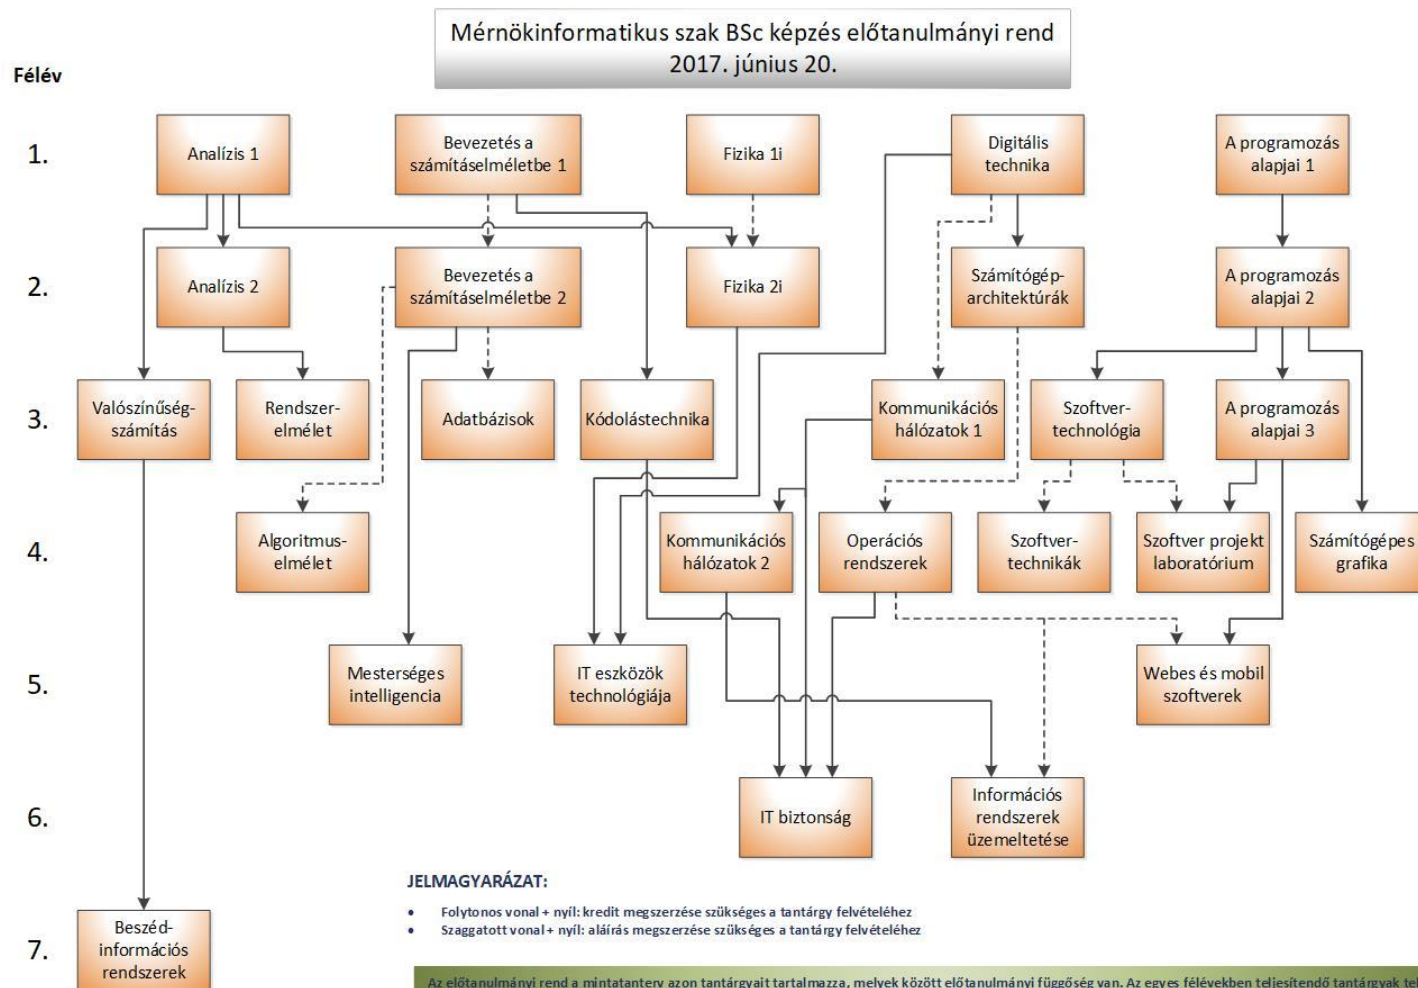 Mérnökinformatikus szak BSc képzés előtanulmányi rend
2017. június 20.
Félév
1.
Analízis 1
Bevezetés a
számításelméletbe 1
Fizika 1i
Digitális
technika
A programozás
alapjai 1
2.
Analízis 2
Bevezetés a
számításelméletbe 2
Fizika 2i
Számítógép-
architektúrák
A programozás
alapjai 2
3.
Valószínűség-
számítás
Rendszer-
elmélet
Adatbázisok
Kódolástechnika
Kommunikációs
hálózatok 1
Szoftver-
technológia
A programozás
alapjai 3
4.
Algoritmus-
elmélet
Kommunikációs
hálózatok 2
Operációs
rendszerek
Szoftver-
technikák
Szoftver projekt
laboratórium
Számítógépes
grafika
5.
Mesterséges
intelligencia
IT eszközök
technológiája
Webes és mobil
szoftverek
6.
IT biztonság
Információs
rendszerek
üzemeltetése
7.
Beszéd-
információs
rendszerek
JELMAGYARÁZAT:
• Folytonos vonal + nyíl: kredit megszerzése szükséges a tantárgy felvételéhez
• Szaggatott vonal + nyíl: aláírás megszerzése szükséges a tantárgy felvételéhez
Az előtanulmányi rend a mintatanterv azon tantárgyait tartalmazza, melyek között előtanulmányi függőség van. Az egyes félévekben teljesítendő tantárgyak